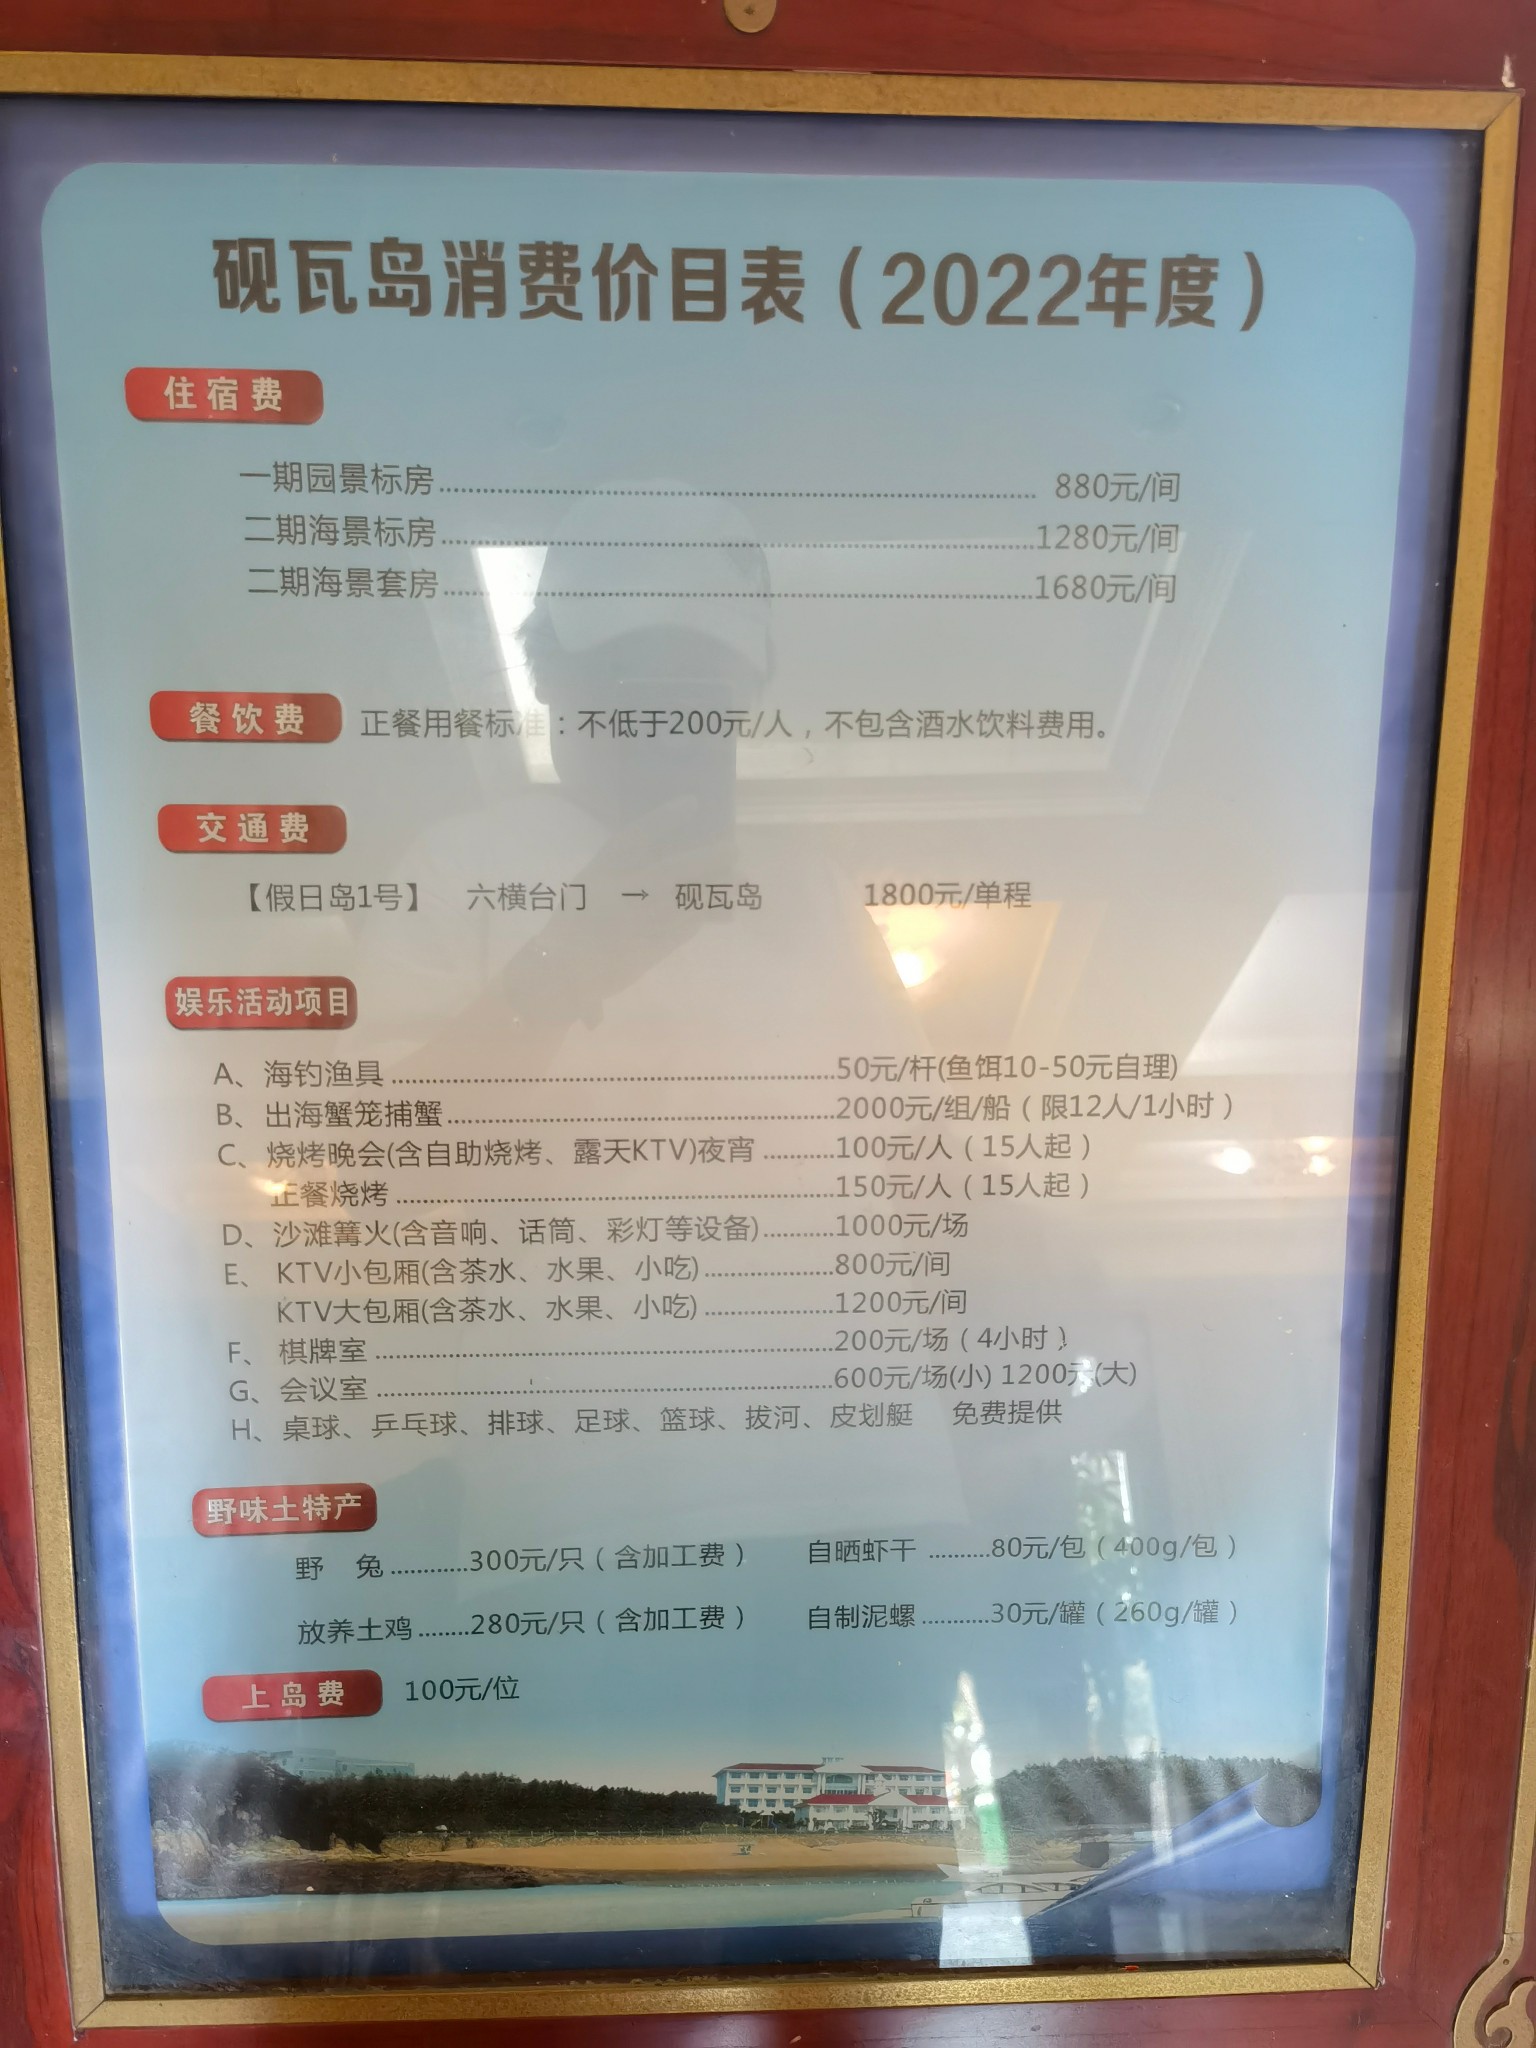 砚瓦岛消费价目表（2022年度）
住宿费
一期园景标房........................ 880元/间
二期海景标房........................1280元/间
二期海景套房........................1680元/间
餐饮费 正餐用餐标准：不低于200元/人，不包含酒水饮料费用。
交通费
【假日岛1号】 六横台门 → 砚瓦岛 1800元/单程
娱乐活动项目
A、海钓渔具........................50元/杆(鱼饵10-50元自理)
B、出海蟹笼捕蟹........................2000元/组/船（限12人/1小时）
C、烧烤晚会(含自助烧烤、露天KTV)夜宵..........100元/人（15人起）
正餐烧烤........................150元/人（15人起）
D、沙滩篝火(含音响、话筒、彩灯等设备)..........1000元/场
E、 KTV小包厢(含茶水、水果、小吃)..............800元/间
KTV大包厢(含茶水、水果、小吃)..............1200元/间
F、 棋牌室........................200元/场（4小时）
G、会议室........................600元/场(小) 1200元(大)
H、桌球、乒乓球、排球、足球、篮球、拔河、皮划艇 免费提供
野味土特产
野 兔............300元/只（含加工费） 自晒虾干..........80元/包（400g/包）
放养土鸡........280元/只（含加工费） 自制泥螺...........30元/罐（260g/罐）
上岛费 100元/位